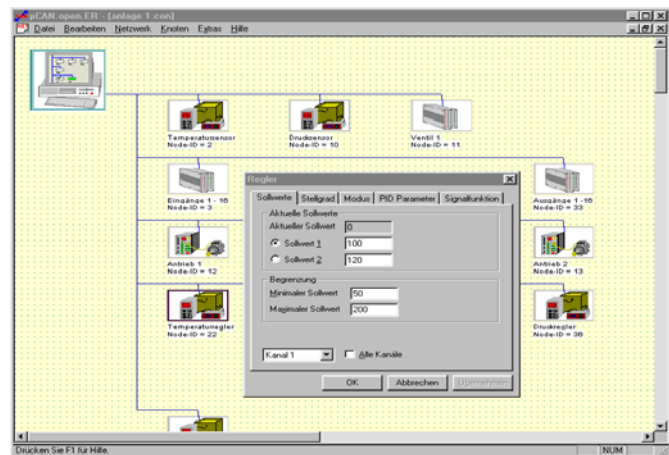 µCAN.open.ER - [anlage 1.con]
Datei Bearbeiten Netzwerk Knoten Extras Hilfe
Temperatursensor
Node-ID = 2
Drucksensor
Node-ID = 10
Ventil 1
Node-ID = 11
Eingänge 1 - 16
Node-ID = 3
Ausgänge 1 - 16
Node-ID = 33
Antrieb 1
Node-ID = 12
Antrieb 2
Node-ID = 13
Temperaturregler
Node-ID = 22
Druckregler
Node-ID = 36
Regler
Sollwerte Stellgrad Modus PID Parameter Signalfunktion
Aktuelle Sollwerte
Aktueller Sollwert 0
Sollwert 1 100
Sollwert 2 120
Begrenzung
Minimaler Sollwert 50
Maximaler Sollwert 200
Kanal 1 Alle Kanäle
OK Abbrechen Übernehmen
Drücken Sie F1 für Hilfe. NUM